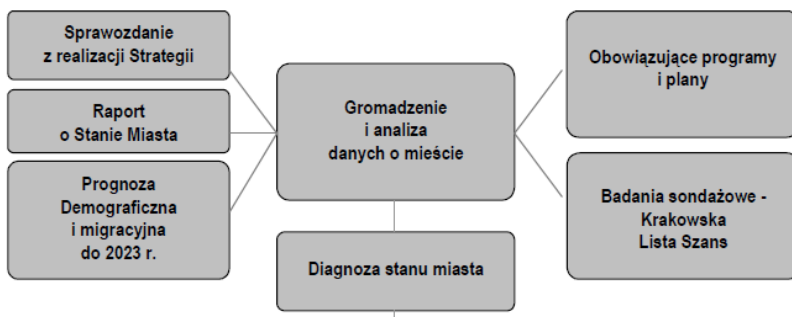 Sprawozdanie
z realizacji Strategii
Raport
o Stanie Miasta
Prognoza
Demograficzna
i migracyjna
do 2023 r.
Gromadzenie
i analiza
danych o mieście
Diagnoza stanu miasta
Obowiązujące programy
i plany
Badania sondażowe -
Krakowska
Lista Szans